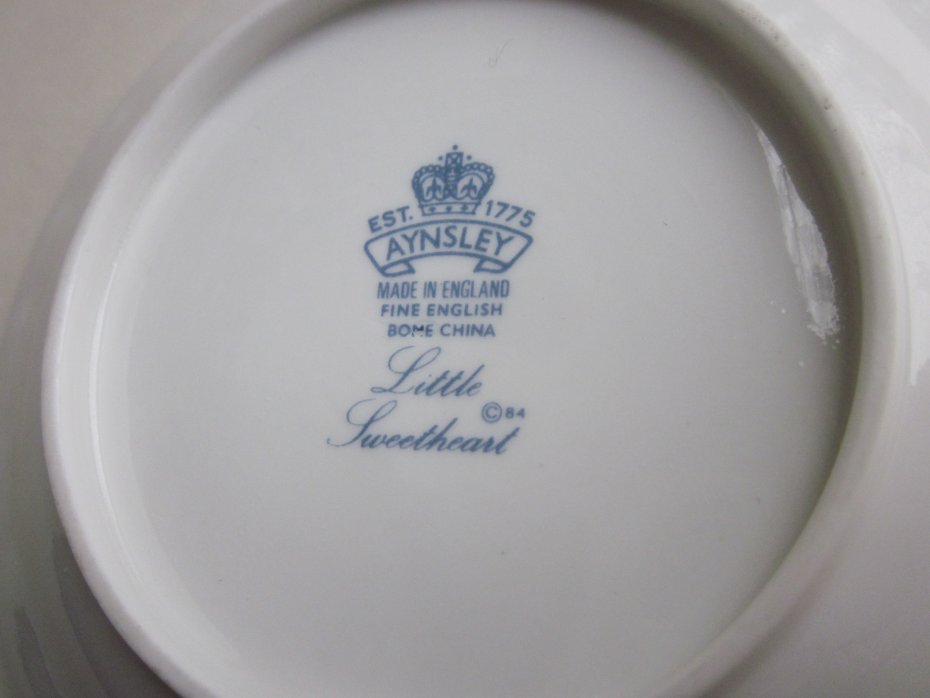 EST. 1775
AYNSLEY
MADE IN ENGLAND
FINE ENGLISH
BONE CHINA
Little
Sweetheart ©84